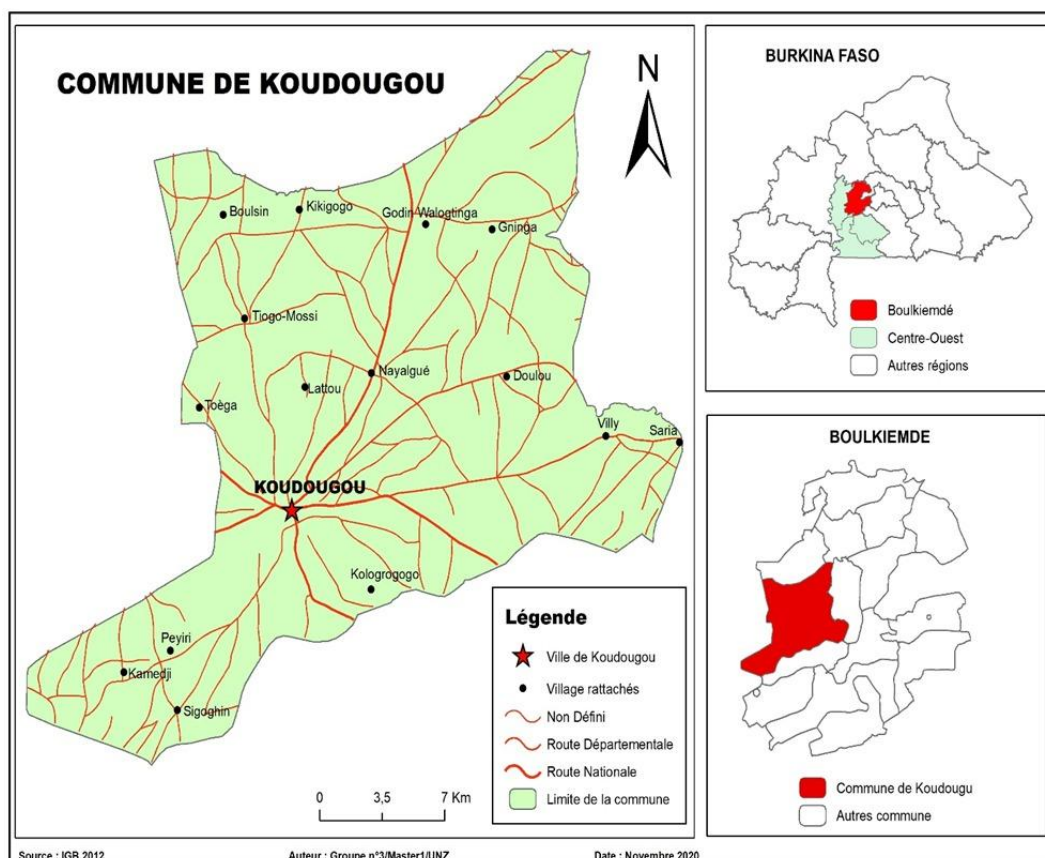 COMMUNE DE KOUDOUGOU
N
Boulsin
Kikigogo
Godin-Walogtinga
Gninga
Tiogo-Mossi
Nayalgué
Lattou
Doulou
Toèga
Villy
Saria
KOUDOUGOU
Kologrogogo
Peyiri
Kamedji
Sigoghin
Légende
Ville de Koudougou
Village rattachés
Non Défini
Route Départementale
Route Nationale
Limite de la commune
0 3,5 7 Km
BURKINA FASO
Boulkiemdé
Centre-Ouest
Autres régions
BOULKIEMDE
Commune de Koudougu
Autres commune
Source : IGB 2012 Auteur : Groupe n°3/Master1/UNZ Date : Novembre 2020